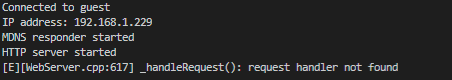 Connected to guest
IP address: 192.168.1.229
MDNS responder started
HTTP server started
[E][WebServer.cpp:617] _handleRequest(): request handler not found